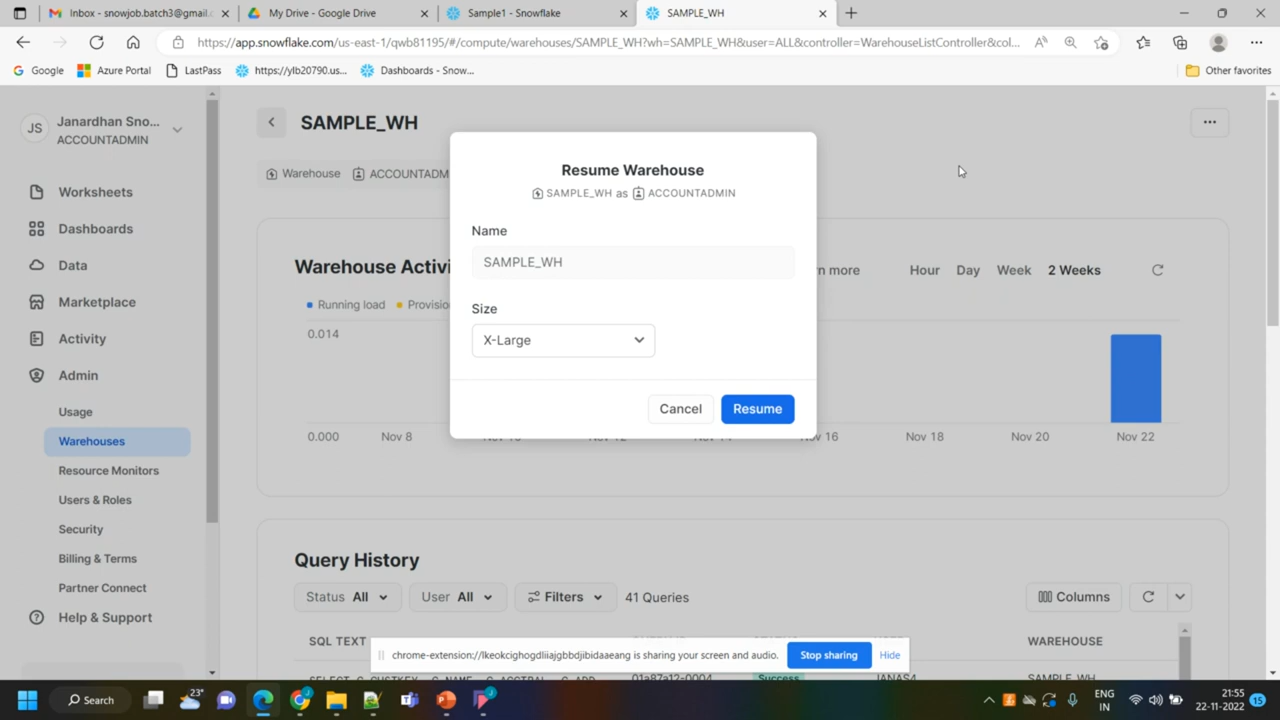 Inbox - snowjob.batch3@gmail.c
My Drive - Google Drive
Sample1 - Snowflake
SAMPLE_WH
https://app.snowflake.com/us-east-1/qwb81195/#/compute/warehouses/SAMPLE_WH?wh=SAMPLE_WH&user=ALL&controller=WarehouseListController&col...
Google
Azure Portal
LastPass
https://ylb20790.us...
Dashboards - Snow...
Other favorites
JS
Janardhan Sno...
ACCOUNTADMIN
Worksheets
Dashboards
Data
Marketplace
Activity
Admin
Usage
Warehouses
Resource Monitors
Users & Roles
Security
Billing & Terms
Partner Connect
Help & Support
SAMPLE_WH
Warehouse ACCOUNTADM
Resume Warehouse
SAMPLE_WH as ACCOUNTADMIN
Name
SAMPLE_WH
Size
X-Large
Cancel
Resume
Warehouse Activi
n more
Hour Day Week 2 Weeks
Running load
Provisio
0.014
0.000
Nov 8
Nov 16 Nov 18 Nov 20 Nov 22
Query History
Status All
User All
Filters
41 Queries
Columns
SQL TEXT
WAREHOUSE
chrome-extension://lkeokcighogdliiajgbbdjibidaaeang is sharing your screen and audio.
Stop sharing
Hide
Success
JANAS4
SAMPLE_WH
23°
Search
ENG
IN
21:55
22-11-2022
15